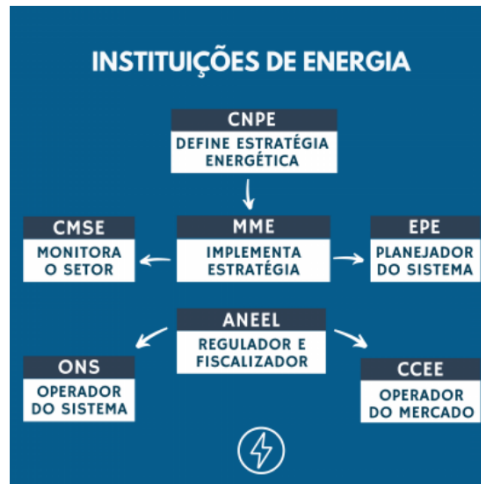 INSTITUIÇÕES DE ENERGIA
CNPE
DEFINE ESTRATÉGIA
ENERGÉTICA
CMSE
MONITORA
O SETOR
MME
IMPLEMENTA
ESTRATÉGIA
EPE
PLANEJADOR
DO SISTEMA
ANEEL
REGULADOR E
FISCALIZADOR
ONS
OPERADOR
DO SISTEMA
CCEE
OPERADOR
DO MERCADO